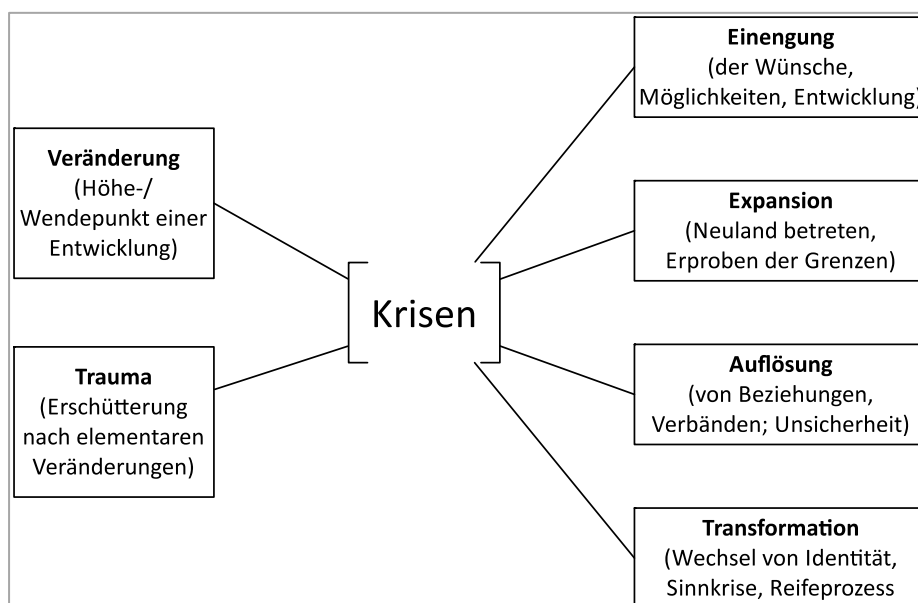 Veränderung
(Höhe-/
Wendepunkt einer
Entwicklung)
Trauma
(Erschütterung
nach elementaren
Veränderungen)
Krisen
Einengung
(der Wünsche,
Möglichkeiten, Entwicklung)
Expansion
(Neuland betreten,
Erproben der Grenzen)
Auflösung
(von Beziehungen,
Verbänden; Unsicherheit)
Transformation
(Wechsel von Identität,
Sinnkrise, Reifeprozess